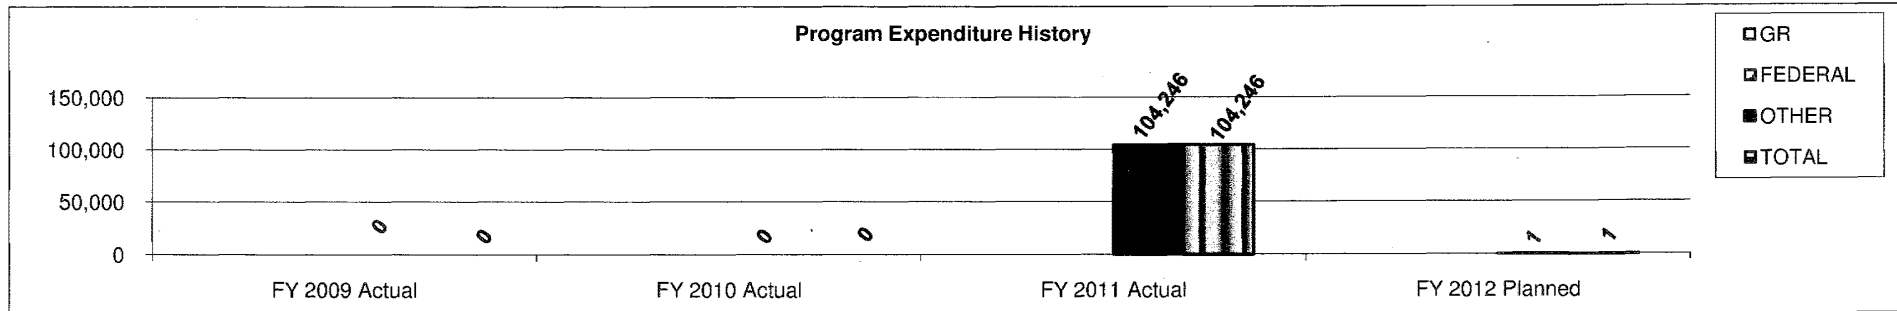 Program Expenditure History
GR
FEDERAL
OTHER
TOTAL
150,000
100,000
50,000
0
0
0
0
0
104,246
104,246
1
1
FY 2009 Actual
FY 2010 Actual
FY 2011 Actual
FY 2012 Planned